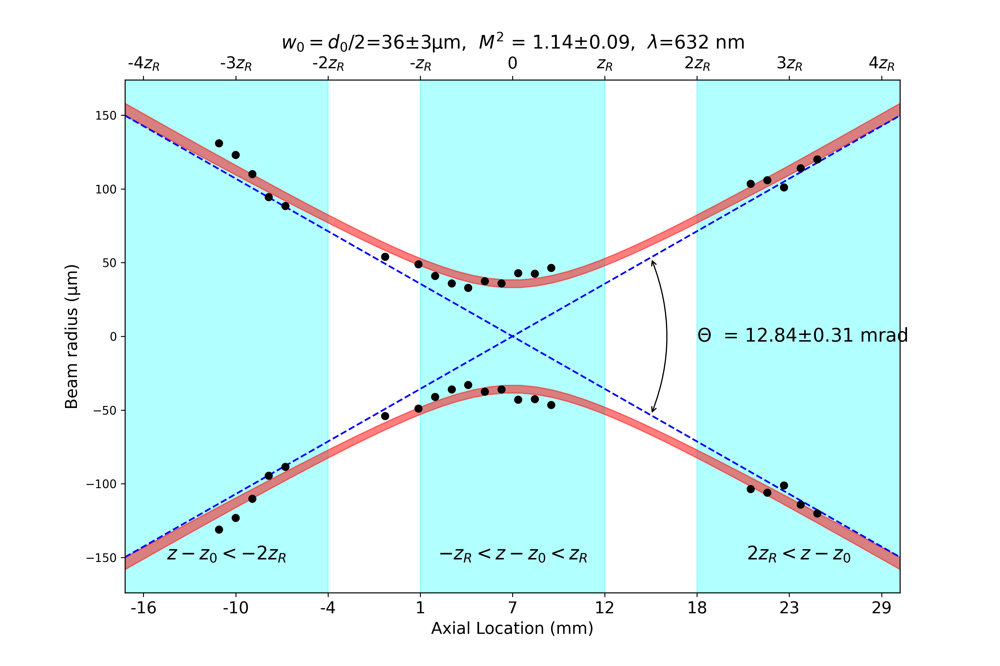 w₀ = d₀/2=36±3µm, M² = 1.14±0.09, λ=632 nm
-4z_R -3z_R -2z_R -z_R 0 z_R 2z_R 3z_R 4z_R
150
100
50
0
−50
−100
−150
Beam radius (µm)
Θ = 12.84±0.31 mrad
z − z₀ < −2z_R −z_R < z − z₀ < z_R 2z_R < z − z₀
-16 -10 -4 1 7 12 18 23 29
Axial Location (mm)